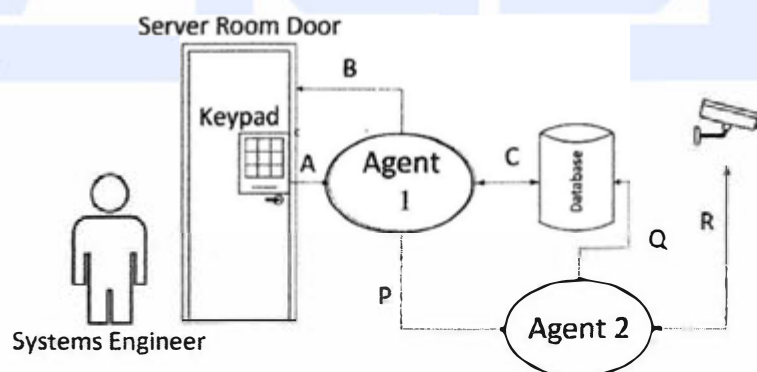 Server Room Door
B
Keypad
A
Agent
1
C
Database
Q
R
P
Agent 2
Systems Engineer